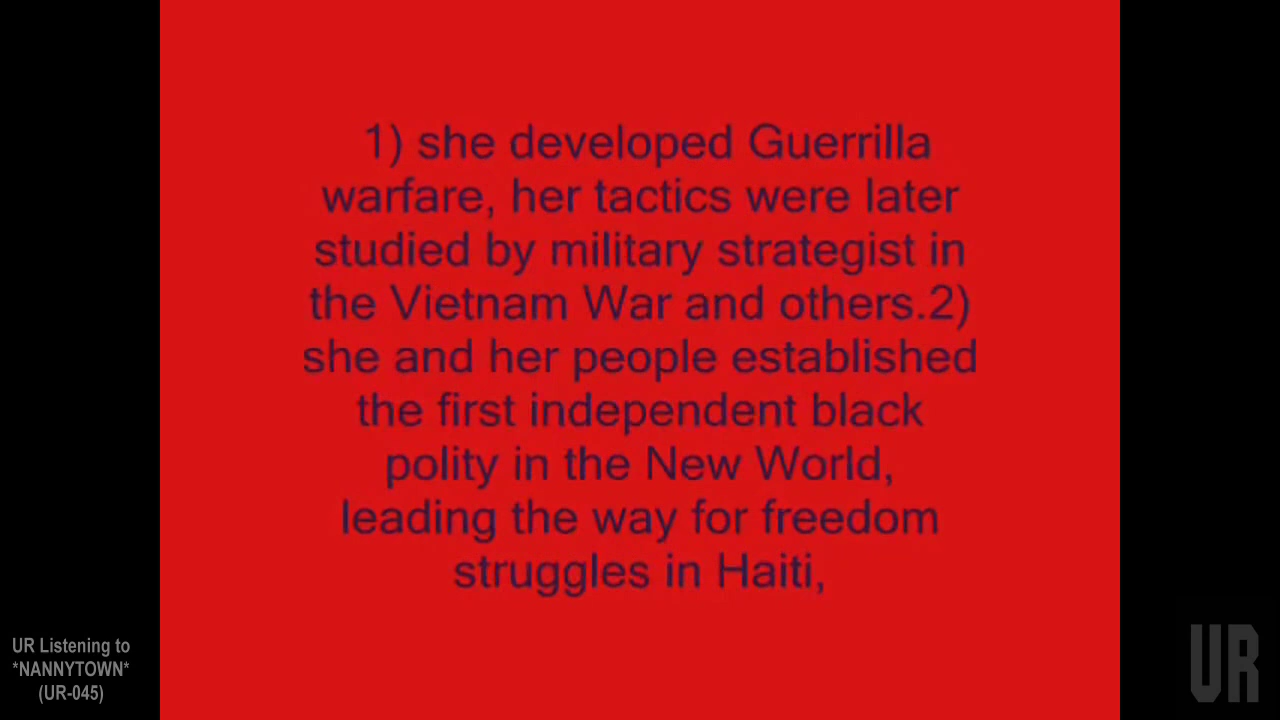 1) she developed Guerrilla
warfare, her tactics were later
studied by military strategist in
the Vietnam War and others.2)
she and her people established
the first independent black
polity in the New World,
leading the way for freedom
struggles in Haiti,
UR Listening to
*NANNYTOWN*
(UR-045)
UR